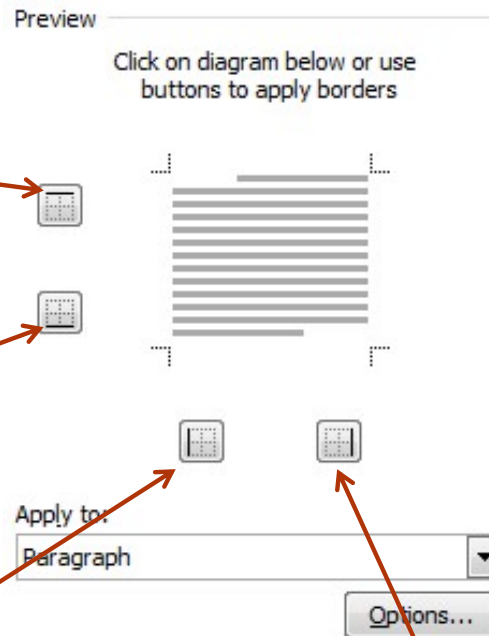 Preview
Click on diagram below or use
buttons to apply borders
Apply to:
Paragraph
Options...